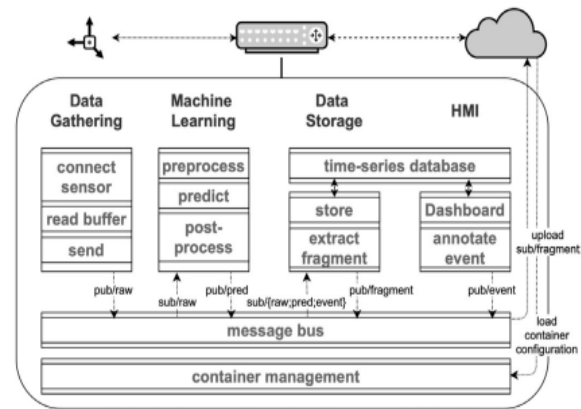 Data
Gathering
Machine
Learning
Data
Storage
HMI
connect
sensor
read buffer
send
preprocess
predict
post-
process
time-series database
store
extract
fragment
Dashboard
annotate
event
upload
sub/fragment
pub/raw
sub/raw
pub/pred
sub/{raw;pred;event}
pub/fragment
pub/event
message bus
load
container
configuration
container management